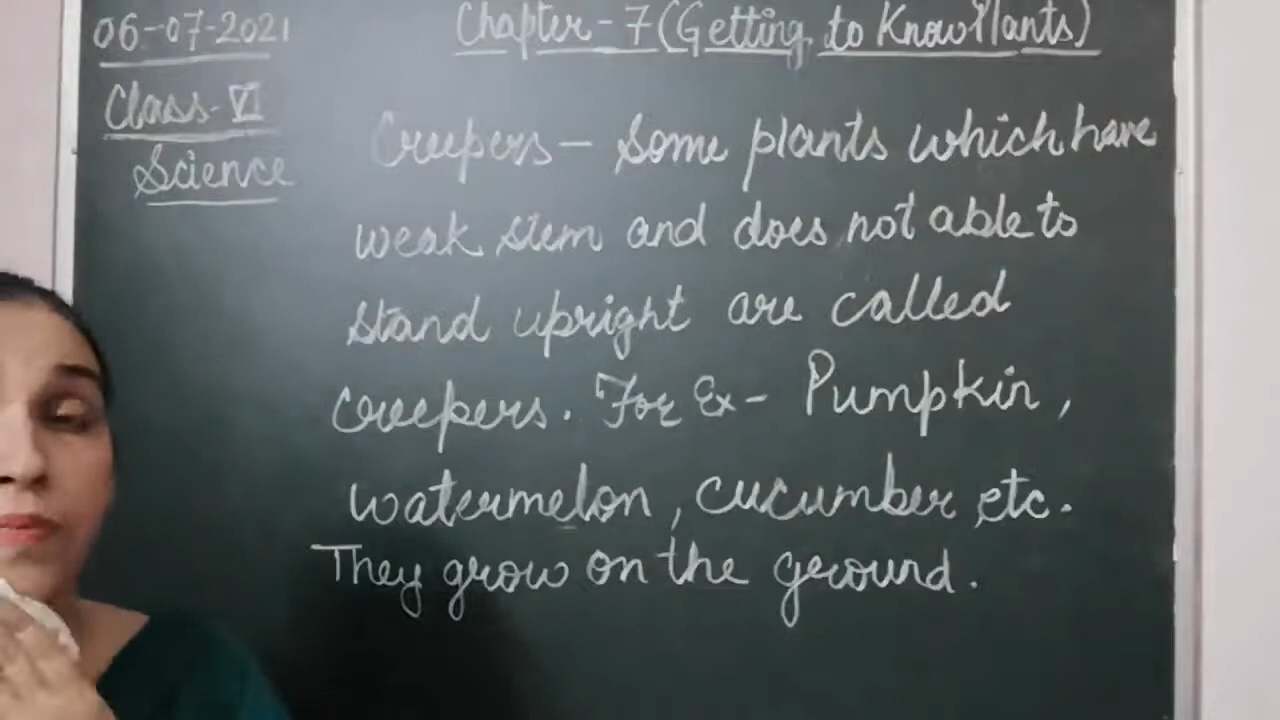 06-07-2021
Chapter-7(Getting to Know Plants)
Class-VI
Science
Creepers- Some plants which have
weak stem and does not able to
stand upright are called
creepers. For Ex- Pumpkin,
watermelon, cucumber etc.
They grow on the ground.